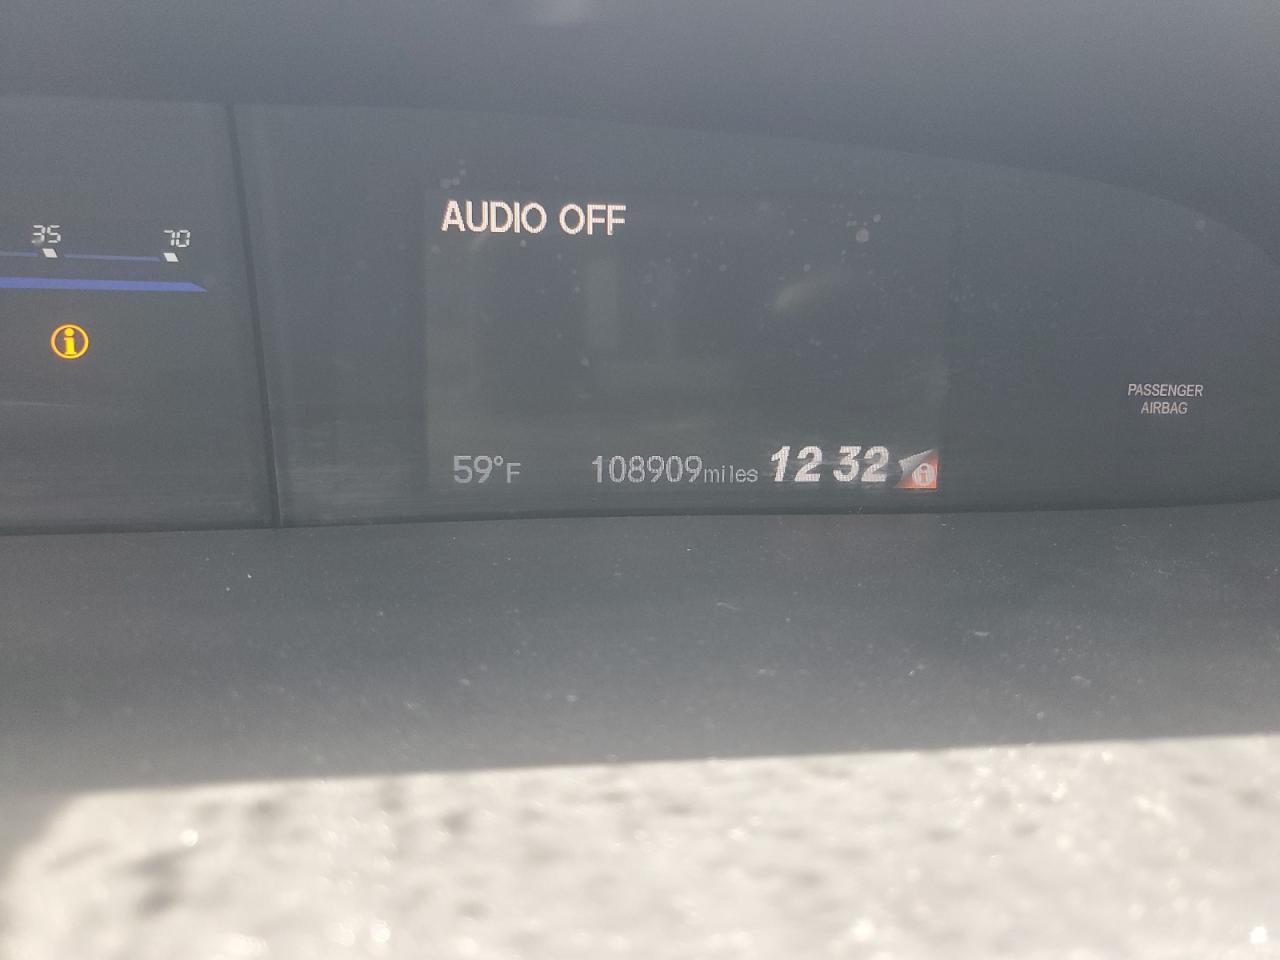 AUDIO OFF
35 70
i
PASSENGER
AIRBAG
59°F 108909miles 12 32 i